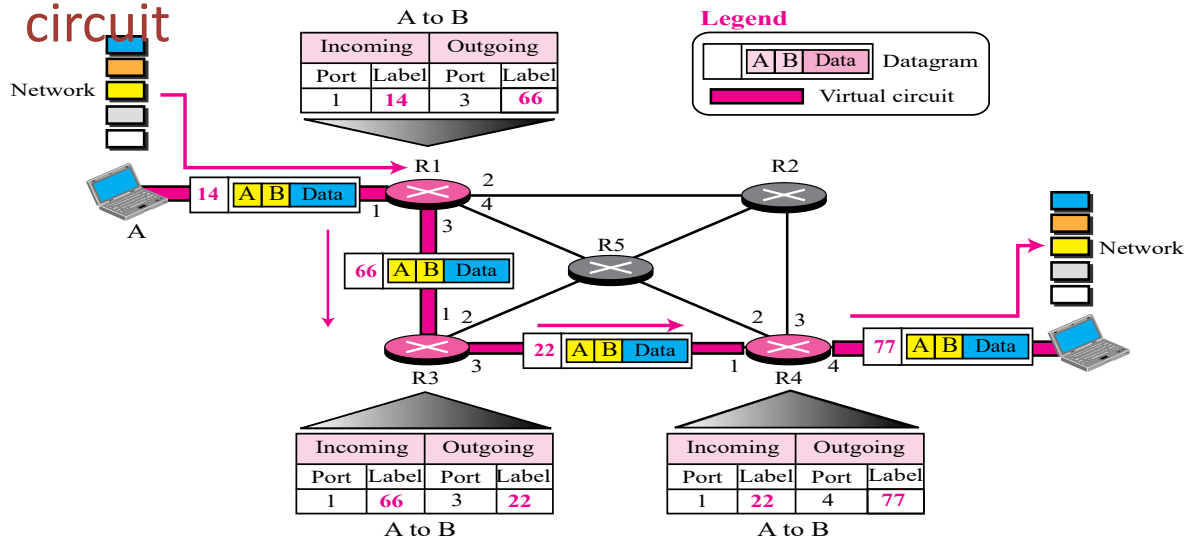 circuit
A to B
Incoming Outgoing
Port Label Port Label
1 14 3 66
Legend
A B Data Datagram
Virtual circuit
Network
R1
R2
14 A B Data
1
2
4
3
A
R5
66 A B Data
1
2
3
R3
22 A B Data
2
3
1
4
R4
77 A B Data
Network
Incoming Outgoing
Port Label Port Label
1 66 3 22
A to B
Incoming Outgoing
Port Label Port Label
1 22 4 77
A to B